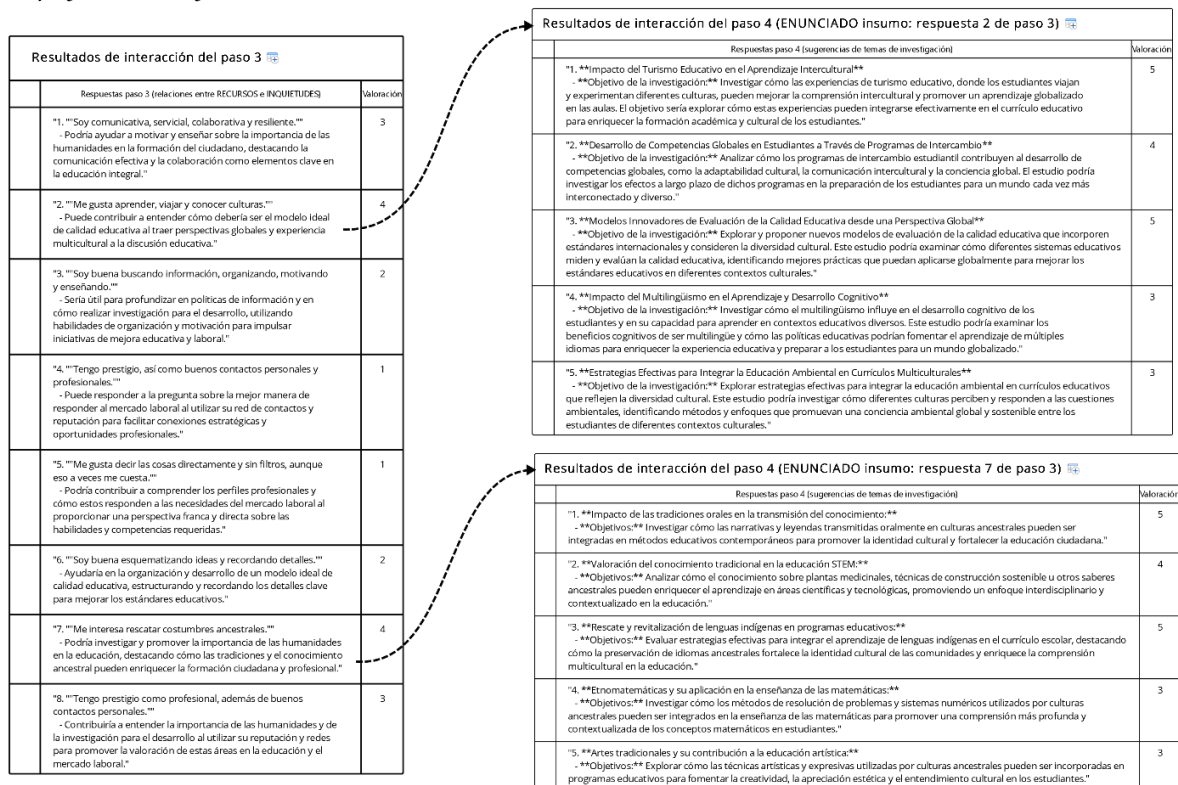 Resultados de interacción del paso 3
Respuestas paso 3 (relaciones entre RECURSOS e INQUIETUDES)
Valoración
"1. ""Soy comunicativa, servicial, colaborativa y resiliente.""
- Podría ayudar a motivar y enseñar sobre la importancia de las
humanidades en la formación del ciudadano, destacando la
comunicación efectiva y la colaboración como elementos clave en
la educación integral."
3
"2. ""Me gusta aprender, viajar y conocer culturas.""
- Puede contribuir a entender cómo debería ser el modelo ideal
de calidad educativa al traer perspectivas globales y experiencia
multicultural a la discusión educativa."
4
"3. ""Soy buena buscando información, organizando, motivando
y enseñando.""
- Sería útil para profundizar en políticas de información y en
cómo realizar investigación para el desarrollo, utilizando
habilidades de organización y motivación para impulsar
iniciativas de mejora educativa y laboral."
2
"4. ""Tengo prestigio, así como buenos contactos personales y
profesionales.""
- Puede responder a la pregunta sobre la mejor manera de
responder al mercado laboral al utilizar su red de contactos y
reputación para facilitar conexiones estratégicas y
oportunidades profesionales."
1
"5. ""Me gusta decir las cosas directamente y sin filtros, aunque
eso a veces me cuesta.""
- Podría contribuir a comprender los perfiles profesionales y
cómo estos responden a las necesidades del mercado laboral al
proporcionar una perspectiva franca y directa sobre las
habilidades y competencias requeridas."
1
"6. ""Soy buena esquematizando ideas y recordando detalles.""
- Ayudaría en la organización y desarrollo de un modelo ideal de
calidad educativa, estructurando y recordando los detalles clave
para mejorar los estándares educativos."
2
"7. ""Me interesa rescatar costumbres ancestrales.""
- Podría investigar y promover la importancia de las humanidades
en la educación, destacando cómo las tradiciones y el conocimiento
ancestral pueden enriquecer la formación ciudadana y profesional."
4
"8. ""Tengo prestigio como profesional, además de buenos
contactos personales.""
- Contribuiría a entender la importancia de las humanidades y de
la investigación para el desarrollo al utilizar su reputación y redes
para promover la valoración de estas áreas en la educación y el
mercado laboral."
3
Resultados de interacción del paso 4 (ENUNCIADO insumo: respuesta 2 de paso 3)
Respuestas paso 4 (sugerencias de temas de investigación)
Valoración
"1. **Impacto del Turismo Educativo en el Aprendizaje Intercultural**
- **Objetivo de la investigación:** Investigar cómo las experiencias de turismo educativo, donde los estudiantes viajan
y experimentan diferentes culturas, pueden mejorar la comprensión intercultural y promover un aprendizaje globalizado
en las aulas. El objetivo sería explorar cómo estas experiencias pueden integrarse efectivamente en el currículo educativo
para enriquecer la formación académica y cultural de los estudiantes."
5
"2. **Desarrollo de Competencias Globales en Estudiantes a Través de Programas de Intercambio**
- **Objetivo de la investigación:** Analizar cómo los programas de intercambio estudiantil contribuyen al desarrollo de
competencias globales, como la adaptabilidad cultural, la comunicación intercultural y la conciencia global. El estudio podría
investigar los efectos a largo plazo de dichos programas en la preparación de los estudiantes para un mundo cada vez más
interconectado y diverso."
4
"3. **Modelos Innovadores de Evaluación de la Calidad Educativa desde una Perspectiva Global**
- **Objetivo de la investigación:** Explorar y proponer nuevos modelos de evaluación de la calidad educativa que incorporen
estándares internacionales y consideren la diversidad cultural. Este estudio podría examinar cómo diferentes sistemas educativos
miden y evalúan la calidad educativa, identificando mejores prácticas que puedan aplicarse globalmente para mejorar los
estándares educativos en diferentes contextos culturales."
5
"4. **Impacto del Multilingüismo en el Aprendizaje y Desarrollo Cognitivo**
- **Objetivo de la investigación:** Investigar cómo el multilingüismo influye en el desarrollo cognitivo de los
estudiantes y en su capacidad para aprender en contextos educativos diversos. Este estudio podría examinar los
beneficios cognitivos de ser multilingüe y cómo las políticas educativas podrían fomentar el aprendizaje de múltiples
idiomas para enriquecer la experiencia educativa y preparar a los estudiantes para un mundo globalizado."
3
"5. **Estrategias Efectivas para Integrar la Educación Ambiental en Currículos Multiculturales**
- **Objetivo de la investigación:** Explorar estrategias efectivas para integrar la educación ambiental en currículos educativos
que reflejen la diversidad cultural. Este estudio podría investigar cómo diferentes culturas perciben y responden a las cuestiones
ambientales, identificando métodos y enfoques que promuevan una conciencia ambiental global y sostenible entre los
estudiantes de diferentes contextos culturales."
3
Resultados de interacción del paso 4 (ENUNCIADO insumo: respuesta 7 de paso 3)
Respuestas paso 4 (sugerencias de temas de investigación)
Valoración
"1. **Impacto de las tradiciones orales en la transmisión del conocimiento:**
- **Objetivos:** Investigar cómo las narrativas y leyendas transmitidas oralmente en culturas ancestrales pueden ser
integradas en métodos educativos contemporáneos para promover la identidad cultural y fortalecer la educación ciudadana."
5
"2. **Valoración del conocimiento tradicional en la educación STEM:**
- **Objetivos:** Analizar cómo el conocimiento sobre plantas medicinales, técnicas de construcción sostenible u otros saberes
ancestrales pueden enriquecer el aprendizaje en áreas científicas y tecnológicas, promoviendo un enfoque interdisciplinario y
contextualizado en la educación."
4
"3. **Rescate y revitalización de lenguas indígenas en programas educativos:**
- **Objetivos:** Evaluar estrategias efectivas para integrar el aprendizaje de lenguas indígenas en el currículo escolar, destacando
cómo la preservación de idiomas ancestrales fortalece la identidad cultural de las comunidades y enriquece la comprensión
multicultural en la educación."
5
"4. **Etnomatemáticas y su aplicación en la enseñanza de las matemáticas:**
- **Objetivos:** Investigar cómo los métodos de resolución de problemas y sistemas numéricos utilizados por culturas
ancestrales pueden ser integrados en la enseñanza de las matemáticas para promover una comprensión más profunda y
contextualizada de los conceptos matemáticos en estudiantes."
3
"5. **Artes tradicionales y su contribución a la educación artística:**
- **Objetivos:** Explorar cómo las técnicas artísticas y expresivas utilizadas por culturas ancestrales pueden ser incorporadas en
programas educativos para fomentar la creatividad, la apreciación estética y el entendimiento cultural en los estudiantes."
3